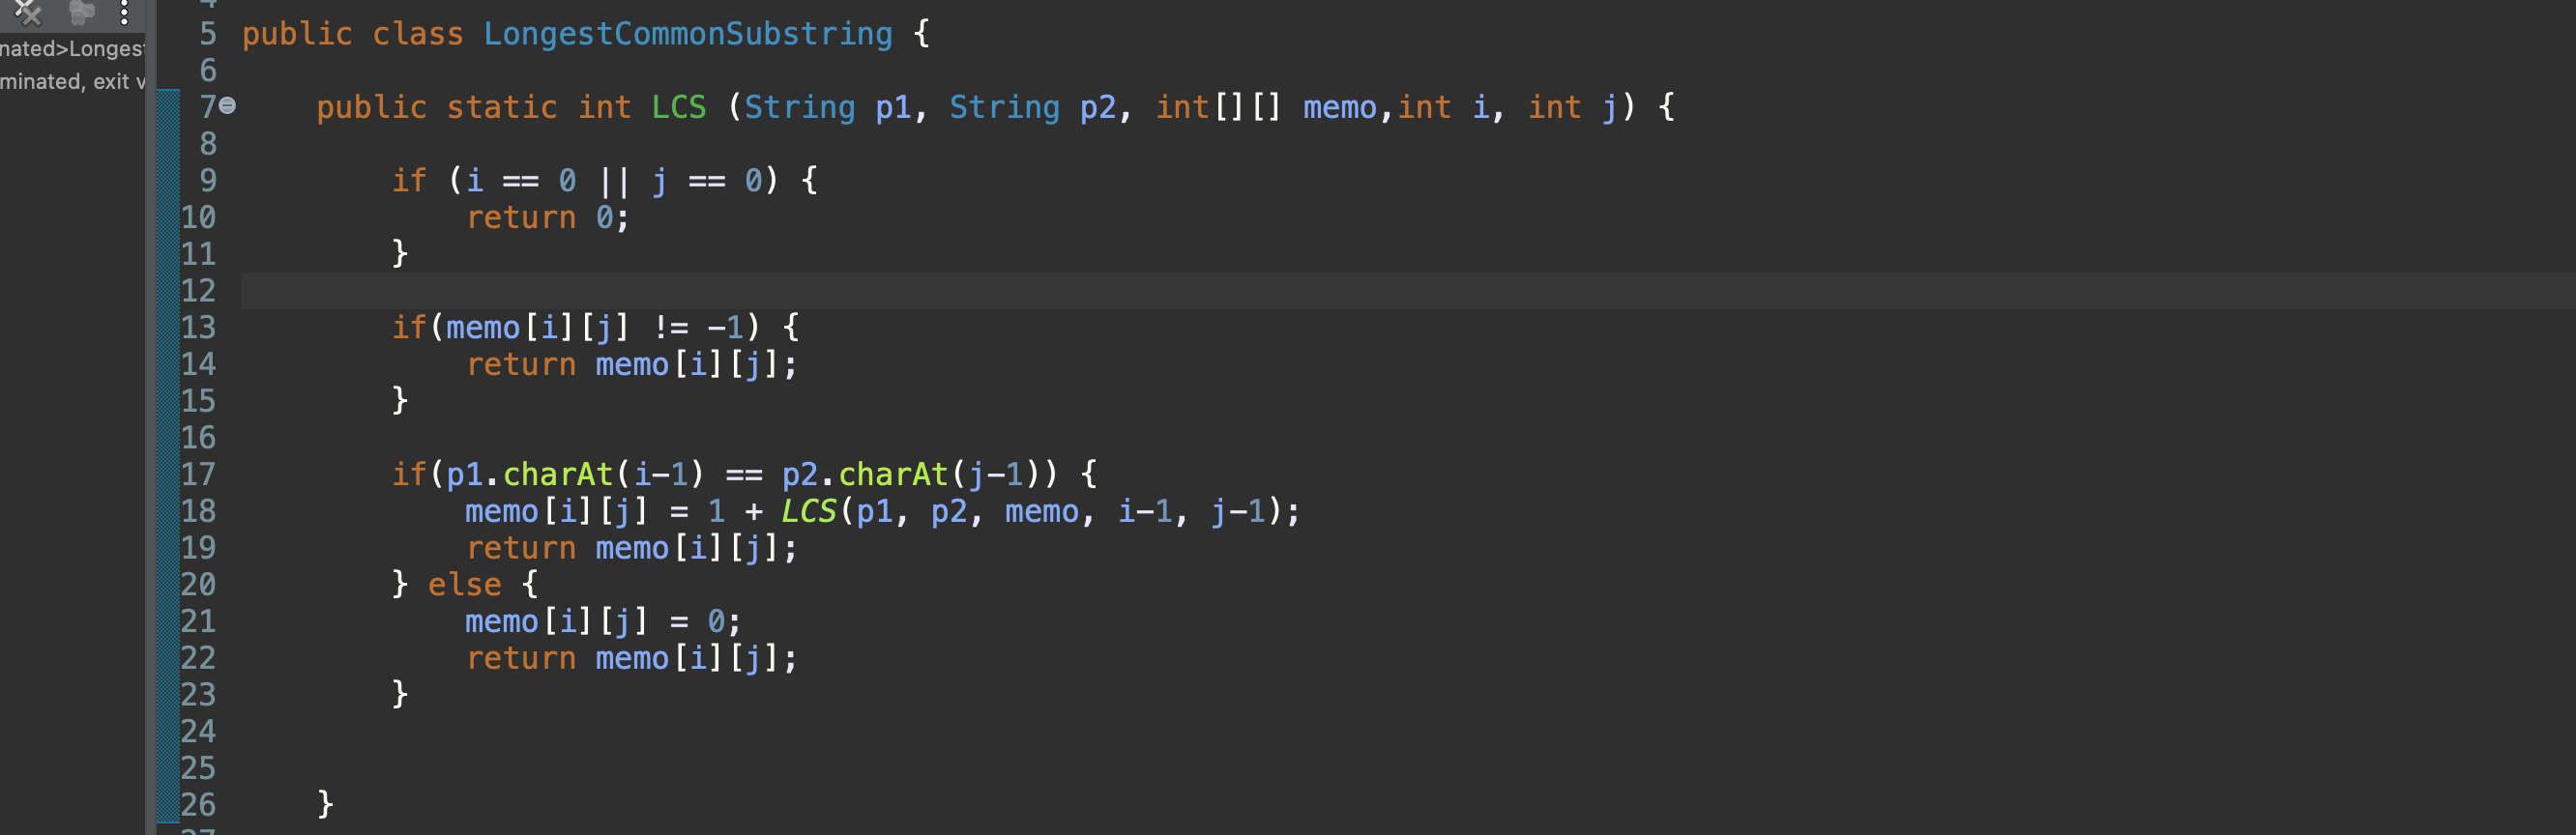 nated>Longest
minated, exit v
5 public class LongestCommonSubstring {
6
7 public static int LCS (String p1, String p2, int[][] memo,int i, int j) {
8
9 if (i == 0 || j == 0) {
10 return 0;
11 }
12
13 if(memo[i][j] != -1) {
14 return memo[i][j];
15 }
16
17 if(p1.charAt(i-1) == p2.charAt(j-1)) {
18 memo[i][j] = 1 + LCS(p1, p2, memo, i-1, j-1);
19 return memo[i][j];
20 } else {
21 memo[i][j] = 0;
22 return memo[i][j];
23 }
24
25
26 }